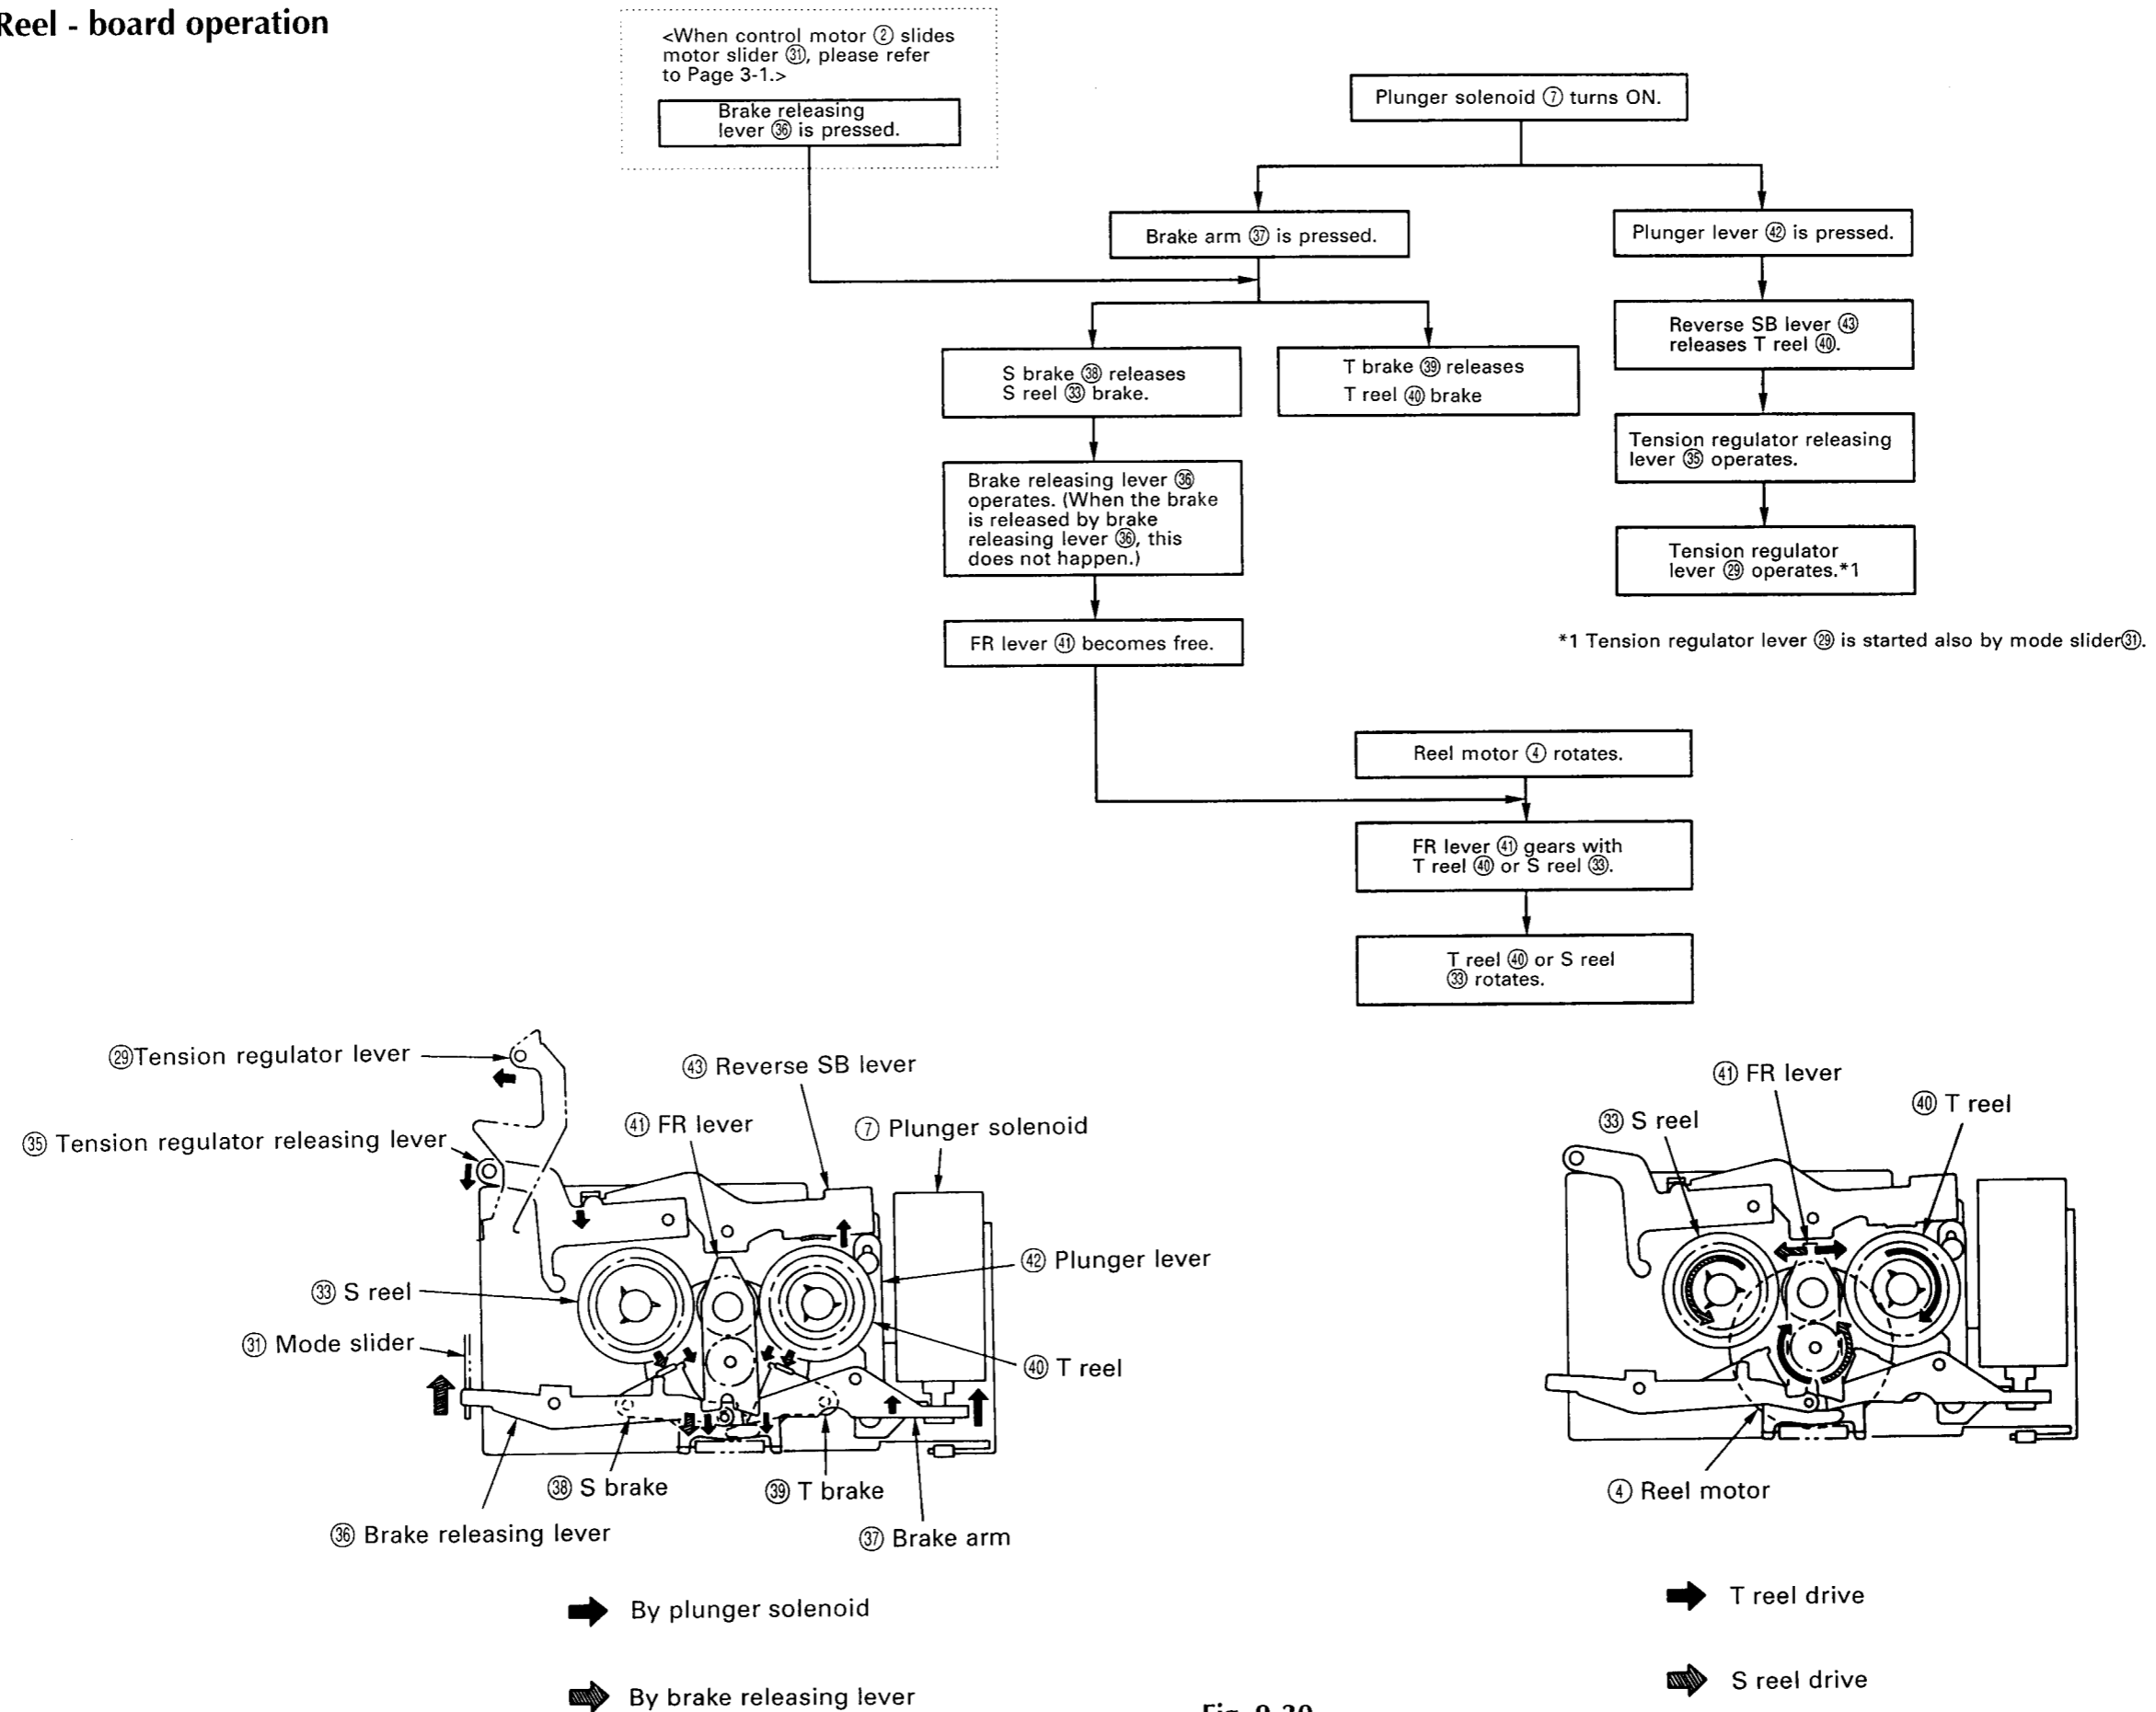 Reel - board operation
<When control motor ② slides
motor slider ㉛, please refer
to Page 3-1.>
Brake releasing
lever ㊱ is pressed.
Plunger solenoid ⑦ turns ON.
Brake arm ㊲ is pressed.
Plunger lever ㊷ is pressed.
S brake ㊳ releases
S reel ㉝ brake.
T brake ㊴ releases
T reel ㊵ brake
Reverse SB lever ㊸
releases T reel ㊵.
Brake releasing lever ㊱
operates. (When the brake
is released by brake
releasing lever ㊱, this
does not happen.)
Tension regulator releasing
lever ㉟ operates.
Tension regulator
lever ㉙ operates.*1
FR lever ㊶ becomes free.
*1 Tension regulator lever ㉙ is started also by mode slider㉛.
Reel motor ④ rotates.
FR lever ㊶ gears with
T reel ㊵ or S reel ㉝.
T reel ㊵ or S reel
㉝ rotates.
㉙Tension regulator lever
㊸ Reverse SB lever
㊶ FR lever
⑦ Plunger solenoid
㉟ Tension regulator releasing lever
㊷ Plunger lever
㉝ S reel
㉛ Mode slider
㊵ T reel
㊳ S brake
㊴ T brake
㊱ Brake releasing lever
㊲ Brake arm
By plunger solenoid
By brake releasing lever
㊶ FR lever
㊵ T reel
㉝ S reel
④ Reel motor
T reel drive
S reel drive